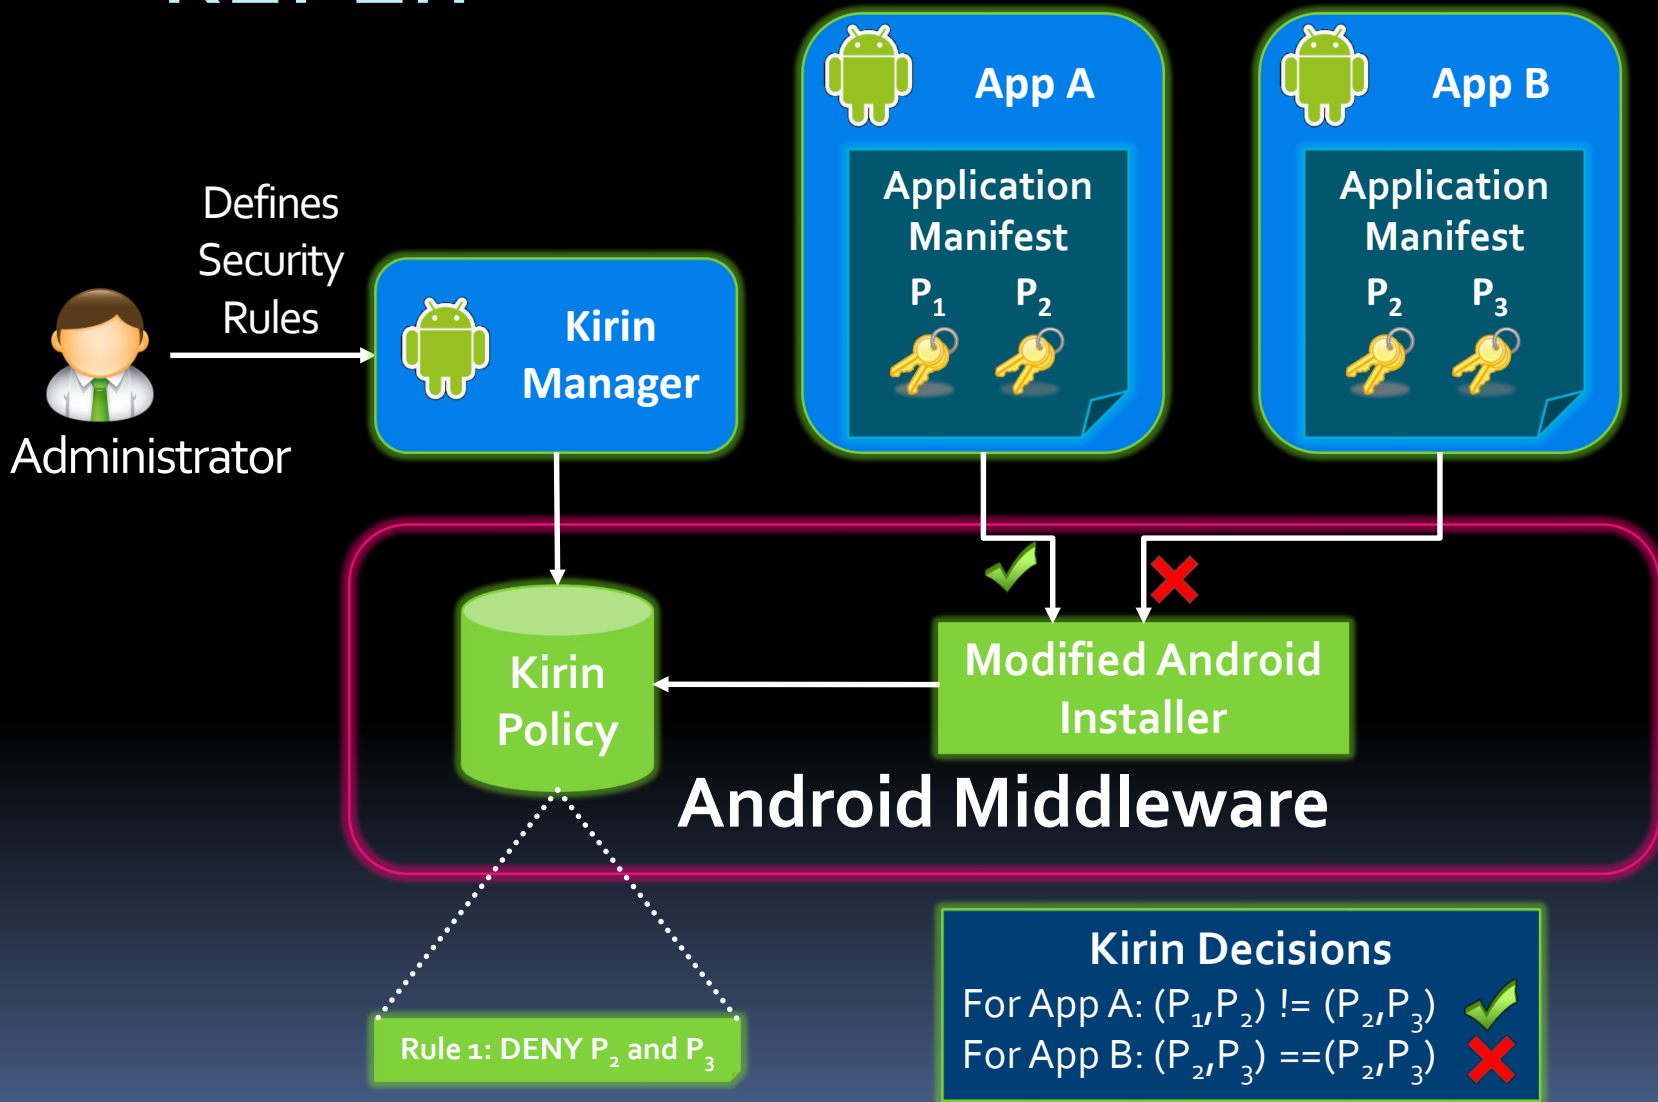 App A
App B
Application
Manifest
P₁ P₂
Application
Manifest
P₂ P₃
Defines
Security
Rules
Kirin
Manager
Administrator
Kirin
Policy
Modified Android
Installer
Android Middleware
Rule 1: DENY P₂ and P₃
Kirin Decisions
For App A: (P₁,P₂) != (P₂,P₃)
For App B: (P₂,P₃) ==(P₂,P₃)